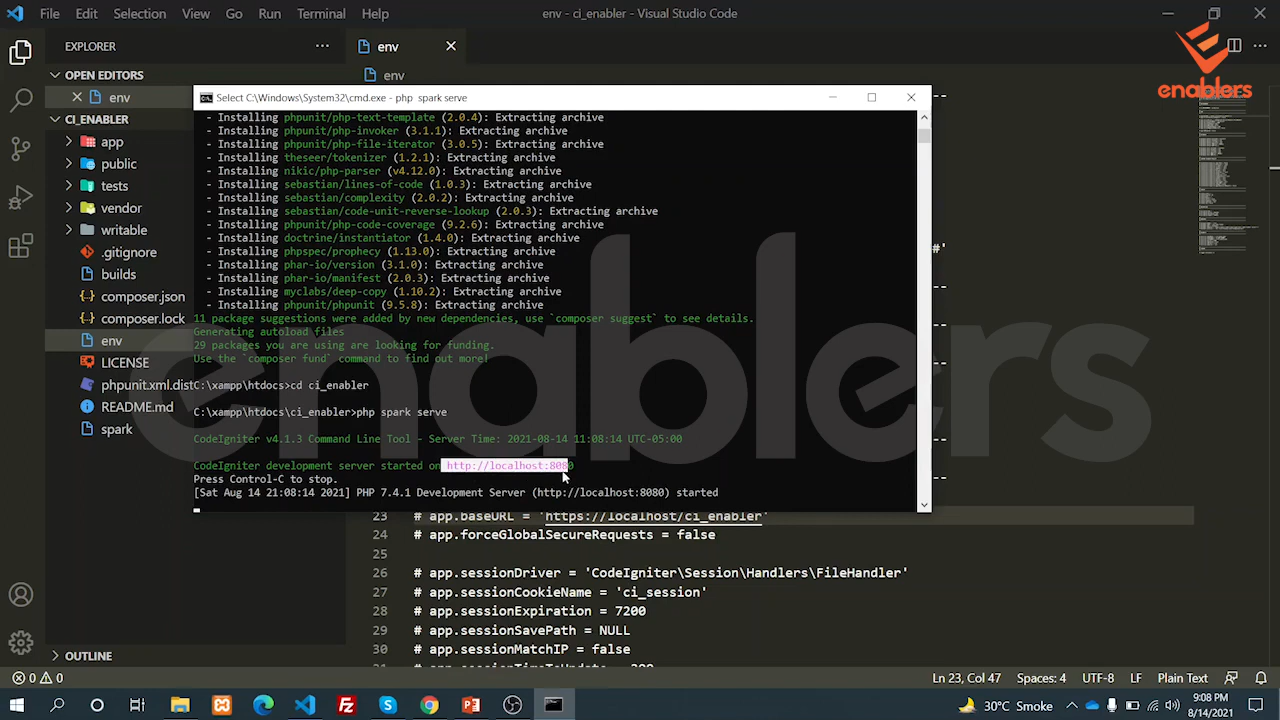 File Edit Selection View Go Run Terminal Help env - ci_enabler - Visual Studio Code
EXPLORER
env
OPEN EDITORS
env
env
CI_ENABLER
app
public
tests
vendor
writable
.gitignore
builds
composer.json
composer.lock
env
LICENSE
phpunit.xml.dist
README.md
spark
OUTLINE
enablers
Select C:\Windows\System32\cmd.exe - php spark serve
- Installing phpunit/php-text-template (2.0.4): Extracting archive
- Installing phpunit/php-invoker (3.1.1): Extracting archive
- Installing phpunit/php-file-iterator (3.0.5): Extracting archive
- Installing theseer/tokenizer (1.2.1): Extracting archive
- Installing nikic/php-parser (v4.12.0): Extracting archive
- Installing sebastian/lines-of-code (1.0.3): Extracting archive
- Installing sebastian/complexity (2.0.2): Extracting archive
- Installing sebastian/code-unit-reverse-lookup (2.0.3): Extracting archive
- Installing phpunit/php-code-coverage (9.2.6): Extracting archive
- Installing doctrine/instantiator (1.4.0): Extracting archive
- Installing phpspec/prophecy (1.13.0): Extracting archive
- Installing phar-io/version (3.1.0): Extracting archive
- Installing phar-io/manifest (2.0.3): Extracting archive
- Installing myclabs/deep-copy (1.10.2): Extracting archive
- Installing phpunit/phpunit (9.5.8): Extracting archive
11 package suggestions were added by new dependencies, use `composer suggest` to see details.
Generating autoload files
29 packages you are using are looking for funding.
Use the `composer fund` command to find out more!
C:\xampp\htdocs>cd ci_enabler
C:\xampp\htdocs\ci_enabler>php spark serve
CodeIgniter v4.1.3 Command Line Tool - Server Time: 2021-08-14 11:08:14 UTC-05:00
CodeIgniter development server started on http://localhost:8080
Press Control-C to stop.
[Sat Aug 14 21:08:14 2021] PHP 7.4.1 Development Server (http://localhost:8080) started
enablers
#'
23 # app.baseURL = 'https://localhost/ci_enabler'
24 # app.forceGlobalSecureRequests = false
25
26 # app.sessionDriver = 'CodeIgniter\Session\Handlers\FileHandler'
27 # app.sessionCookieName = 'ci_session'
28 # app.sessionExpiration = 7200
29 # app.sessionSavePath = NULL
30 # app.sessionMatchIP = false
0 0 Ln 23, Col 47 Spaces: 4 UTF-8 LF Plain Text
30°C Smoke 9:08 PM
8/14/2021